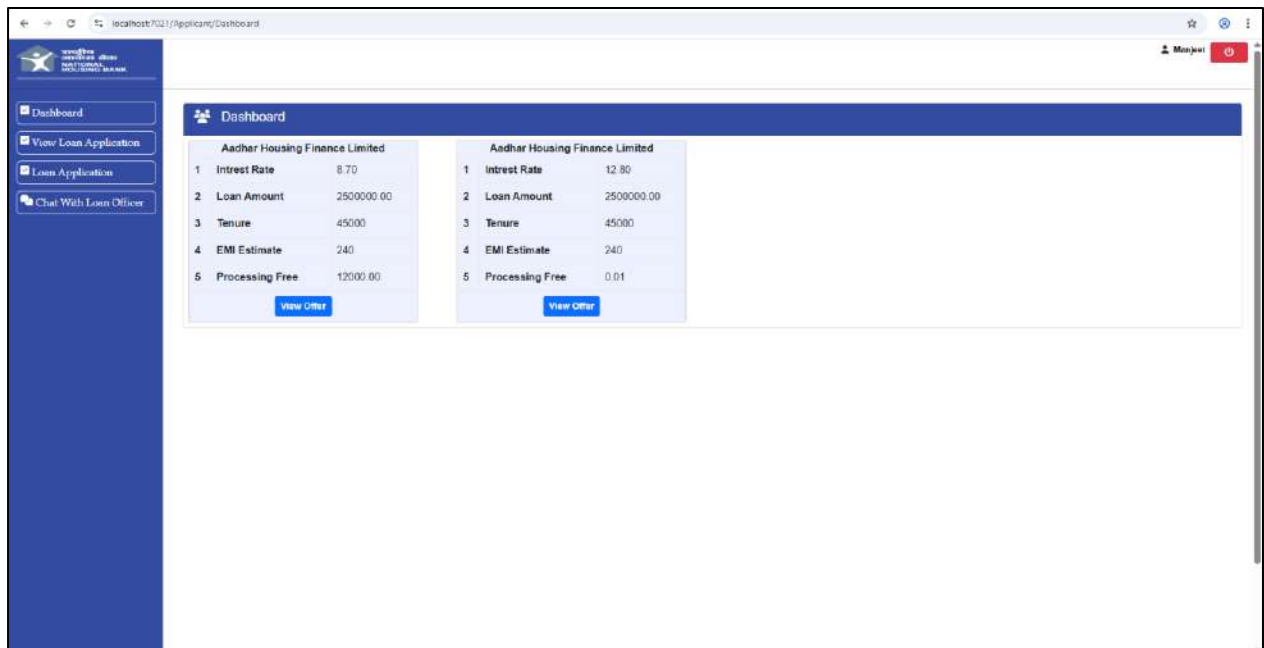 localhost:7021/Applicant/Dashboard
NATIONAL
HOUSING BANK
Manjeet
Dashboard
View Loan Application
Loan Application
Chat With Loan Officer
Dashboard
Aadhar Housing Finance Limited
1 Intrest Rate 8.70
2 Loan Amount 2500000.00
3 Tenure 45000
4 EMI Estimate 240
5 Processing Free 12000.00
View Offer
Aadhar Housing Finance Limited
1 Intrest Rate 12.80
2 Loan Amount 2500000.00
3 Tenure 45000
4 EMI Estimate 240
5 Processing Free 0.01
View Offer